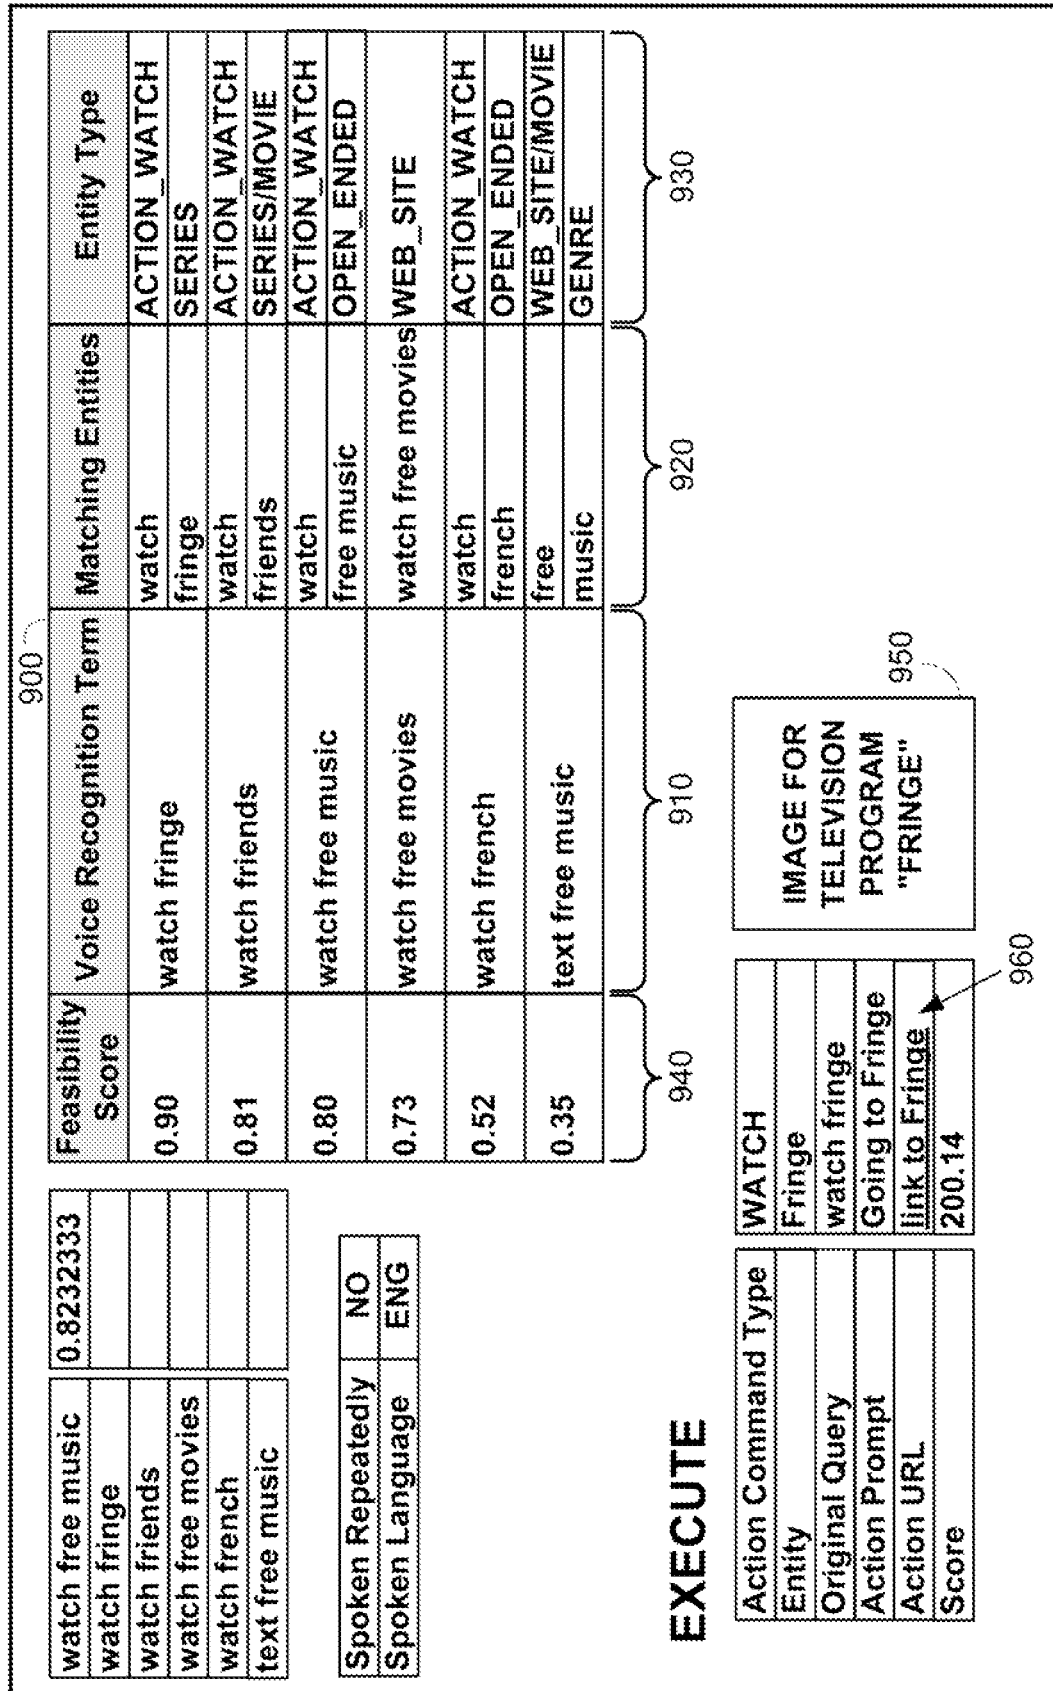 900
watch free music 0.8232333
watch fringe
watch friends
watch free movies
watch french
text free music
Spoken Repeatedly NO
Spoken Language ENG
Feasibility Score Voice Recognition Term Matching Entities Entity Type
0.90 watch fringe watch ACTION_WATCH
fringe SERIES
0.81 watch friends watch ACTION_WATCH
friends SERIES/MOVIE
0.80 watch free music watch ACTION_WATCH
free music OPEN_ENDED
0.73 watch free movies watch free movies WEB_SITE
0.52 watch french watch ACTION_WATCH
french OPEN_ENDED
0.35 text free music free WEB_SITE/MOVIE
music GENRE
940 910 920 930
EXECUTE
Action Command Type WATCH
Entity Fringe
Original Query watch fringe
Action Prompt Going to Fringe
Action URL link to Fringe
Score 200.14
960
IMAGE FOR
TELEVISION
PROGRAM
"FRINGE"
950